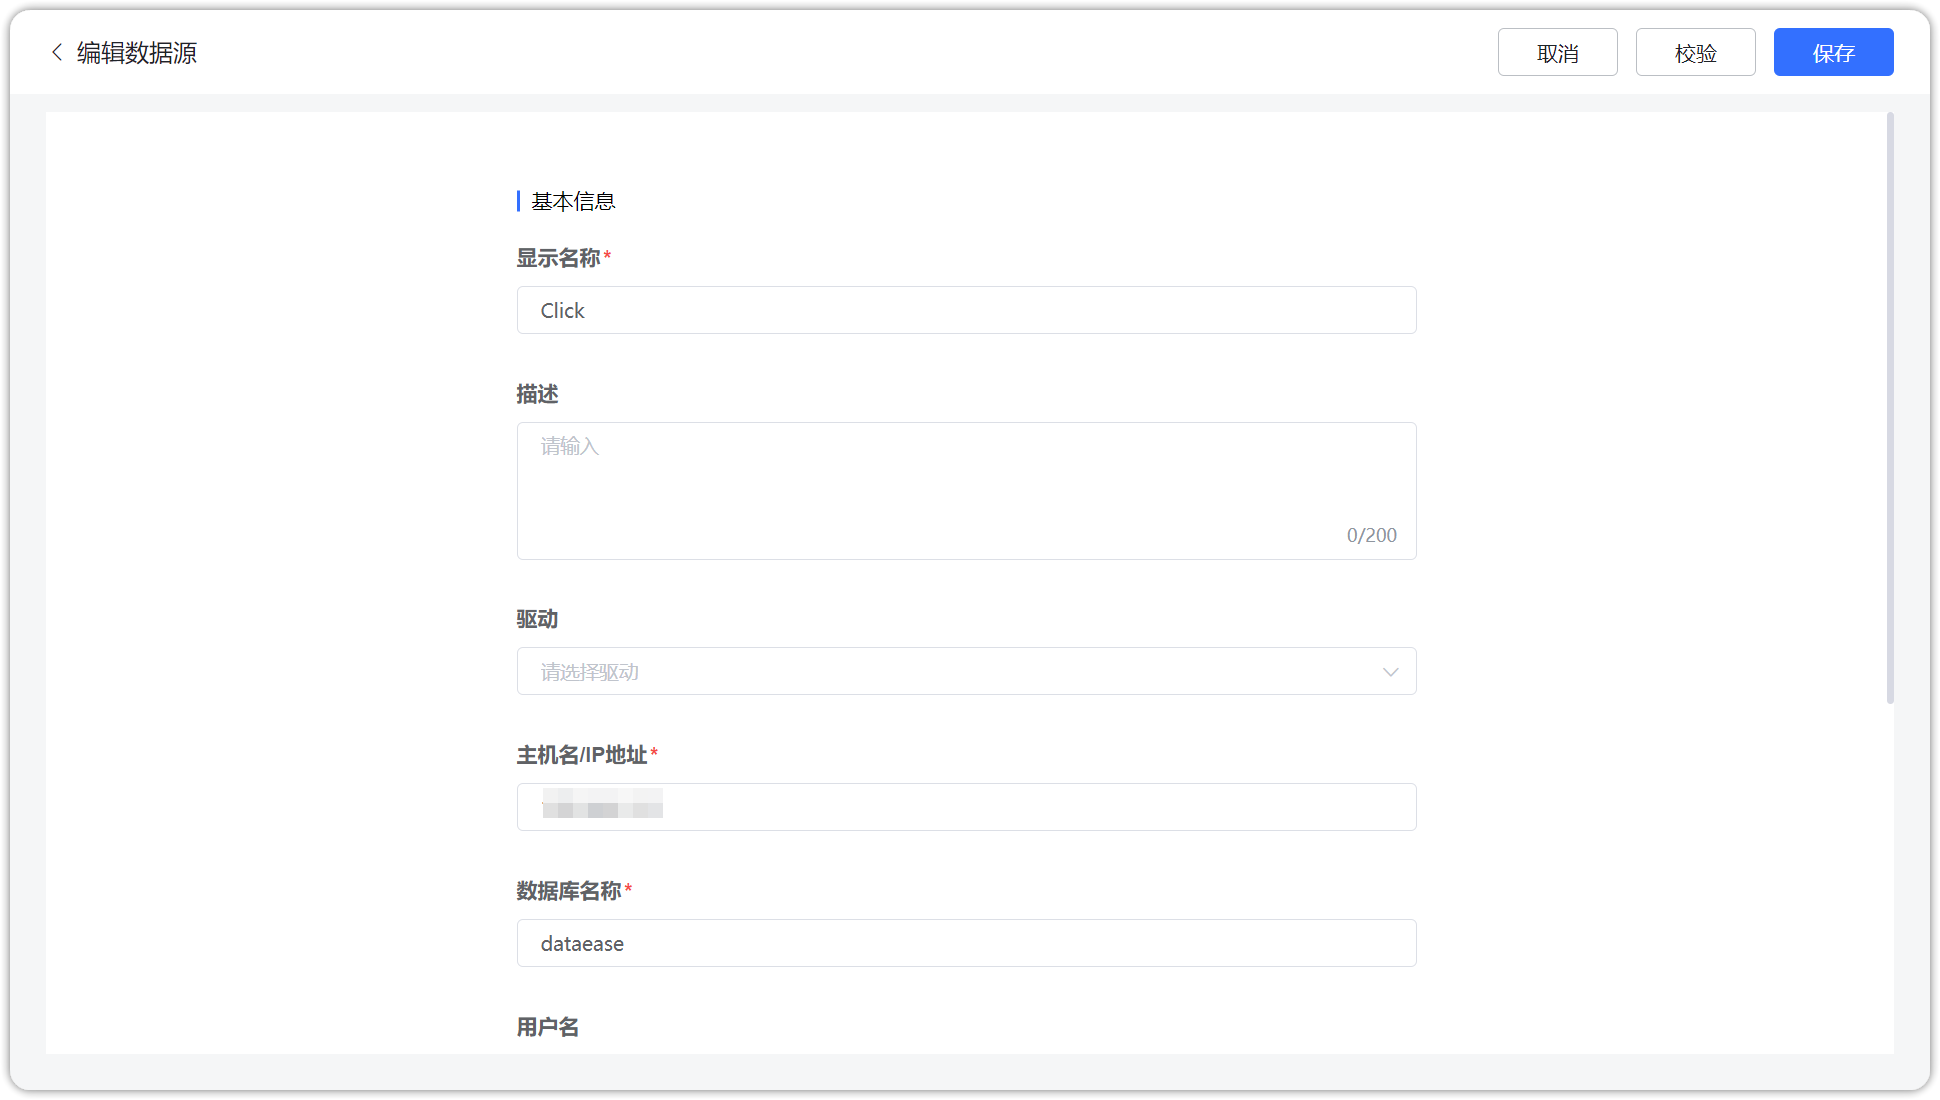 编辑数据源
取消
校验
保存
基本信息
显示名称*
Click
描述
请输入
0/200
驱动
请选择驱动
主机名/IP地址*
数据库名称*
dataease
用户名